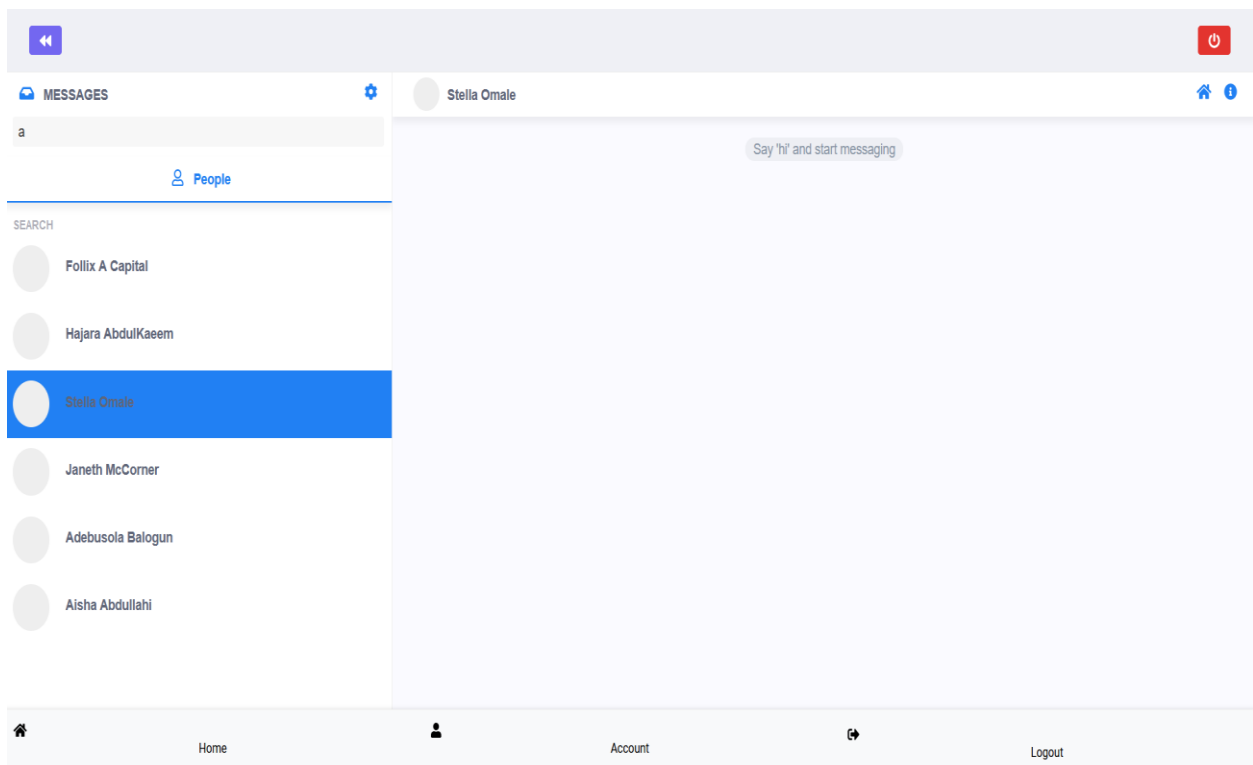 MESSAGES
a
People
SEARCH
Follix A Capital
Hajara AbdulKaeem
Stella Omale
Janeth McCorner
Adebusola Balogun
Aisha Abdullahi
Stella Omale
Say 'hi' and start messaging
Home
Account
Logout